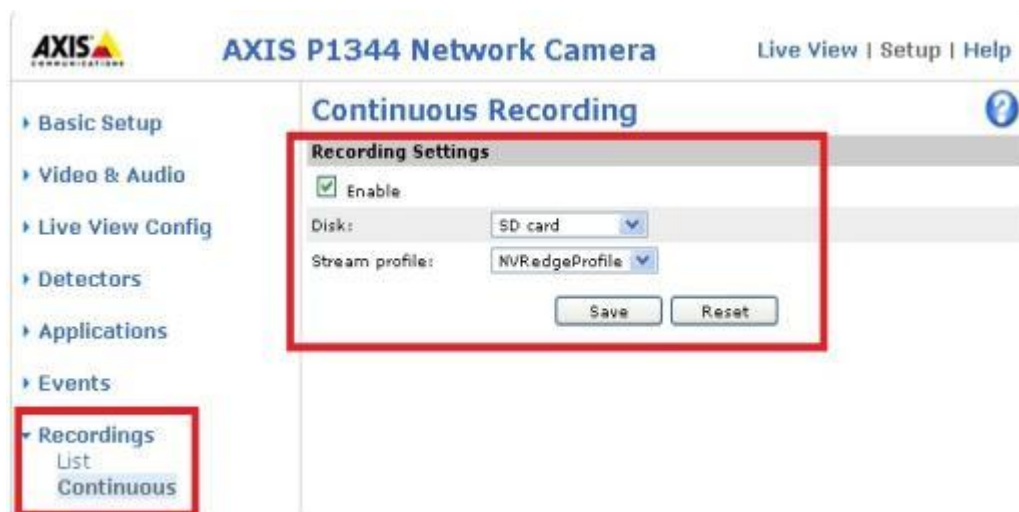 AXIS
COMMUNICATIONS
AXIS P1344 Network Camera
Live View | Setup | Help
Basic Setup
Video & Audio
Live View Config
Detectors
Applications
Events
Recordings
List
Continuous
Continuous Recording
?
Recording Settings
Enable
Disk: SD card
Stream profile: NVRedgeProfile
Save Reset